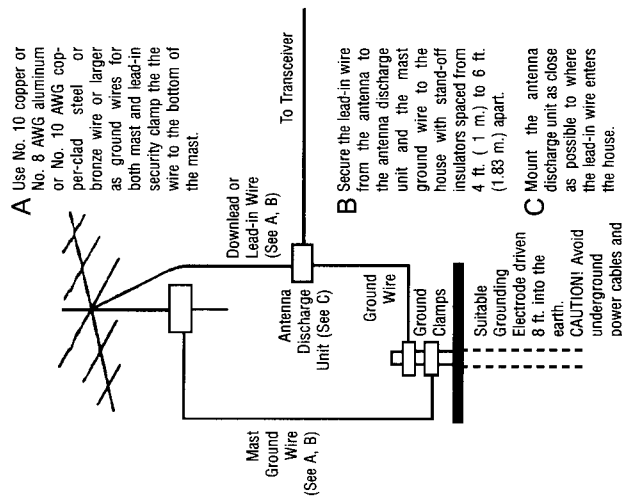 A Use No. 10 copper or
No. 8 AWG aluminum
or No. 10 AWG cop-
per-clad steel or
bronze wire or larger
as ground wires for
both mast and lead-in
security clamp the the
wire to the bottom of
the mast.
B Secure the lead-in wire
from the antenna to
the antenna discharge
unit and the mast
ground wire to the
house with stand-off
insulators spaced from
4 ft. ( 1 m.) to 6 ft.
(1.83 m.) apart.
C Mount the antenna
discharge unit as close
as possible to where
the lead-in wire enters
the house.
Downlead or
Lead-in Wire
(See A, B)
To Transceiver
Antenna
Discharge
Unit (See C)
Ground
Wire
Ground
Clamps
Mast
Ground
Wire
(See A, B)
Suitable
Grounding
Electrode driven
8 ft. into the
earth.
CAUTION! Avoid
underground
power cables and